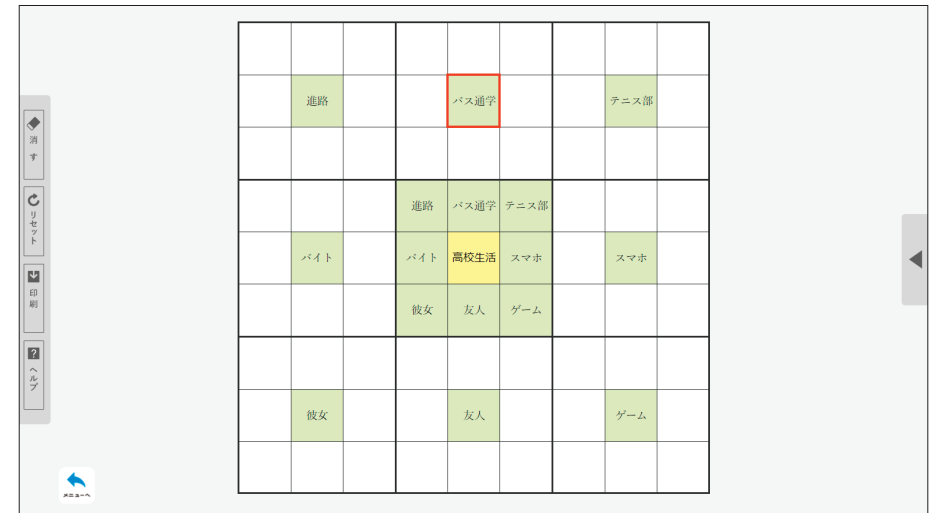 進路
バス通学
テニス部
進路
バス通学
テニス部
バイト
バイト
高校生活
スマホ
スマホ
彼女
友人
ゲーム
彼女
友人
ゲーム
消す
リセット
印刷
?
ヘルプ
メニューへ